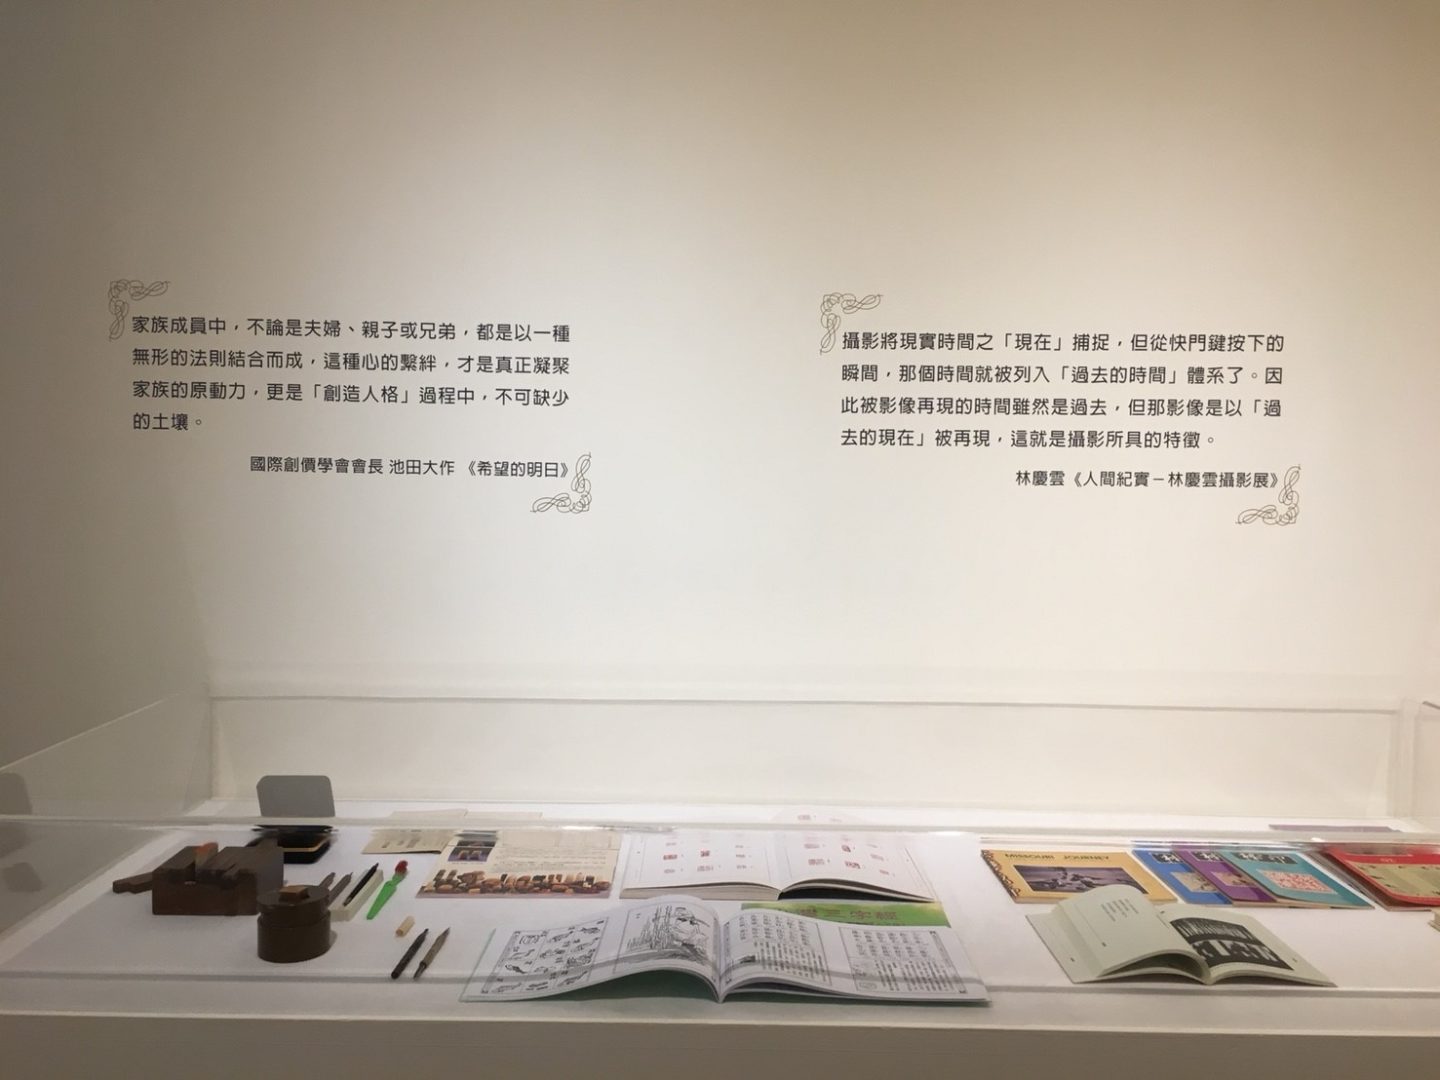 家族成員中，不論是夫婦、親子或兄弟，都是以一種
無形的法則結合而成，這種心的繫絆，才是真正凝聚
家族的原動力，更是「創造人格」過程中，不可缺少
的土壤。
國際創價學會會長 池田大作 《希望的明日》
攝影將現實時間之「現在」捕捉，但從快門鍵按下的
瞬間，那個時間就被列入「過去的時間」體系了。因
此被影像再現的時間雖然是過去，但那影像是以「過
去的現在」被再現，這就是攝影所具的特徵。
林慶雲《人間紀實－林慶雲攝影展》
MISSOURI JOURNEY
三字經